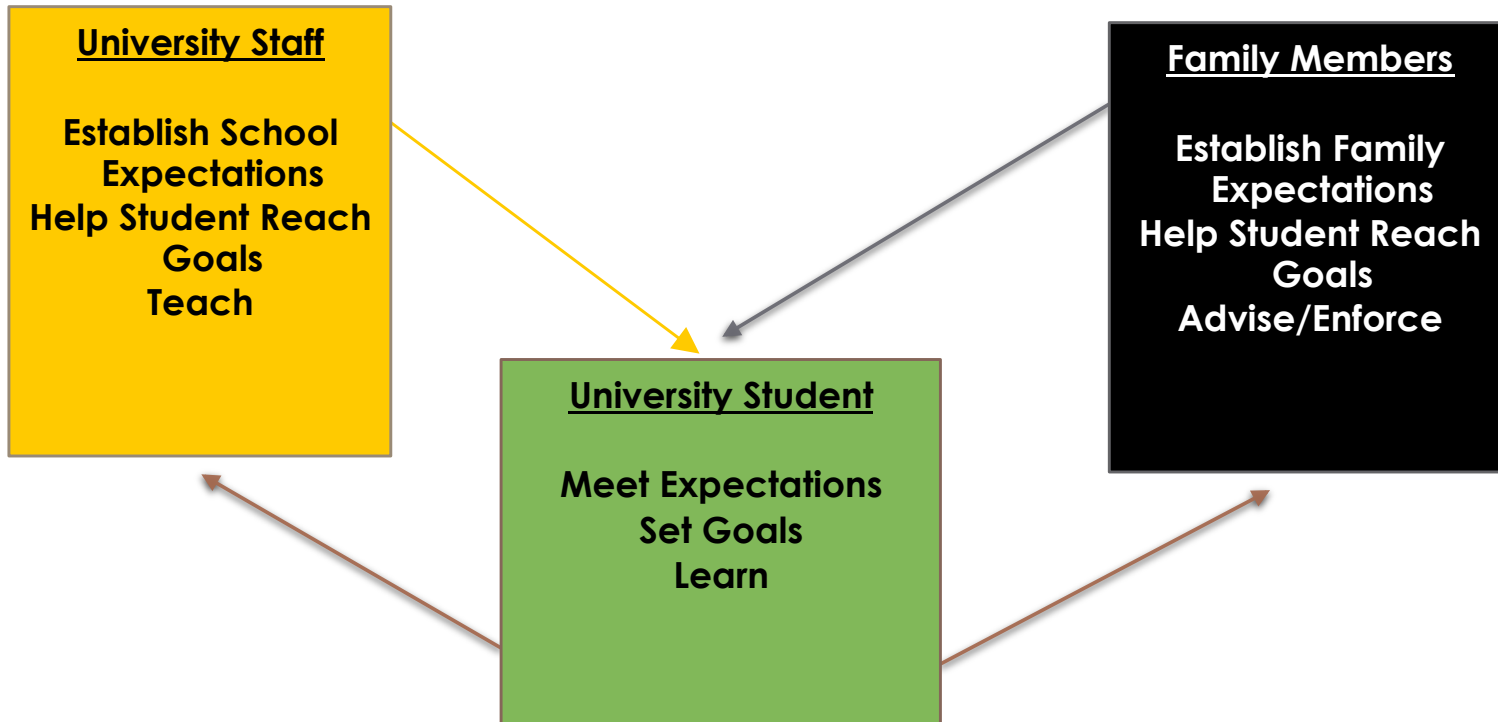 University Staff
Establish School
Expectations
Help Student Reach
Goals
Teach
Family Members
Establish Family
Expectations
Help Student Reach
Goals
Advise/Enforce
University Student
Meet Expectations
Set Goals
Learn